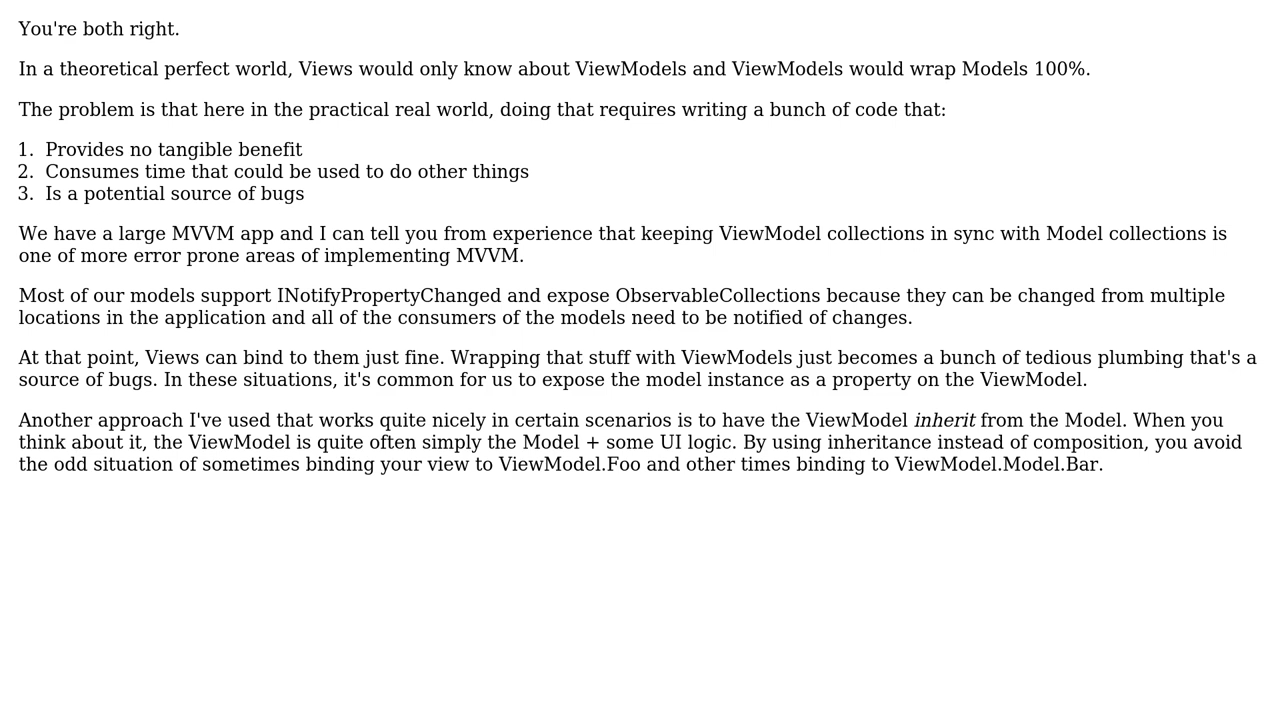 You're both right.
In a theoretical perfect world, Views would only know about ViewModels and ViewModels would wrap Models 100%.
The problem is that here in the practical real world, doing that requires writing a bunch of code that:
1. Provides no tangible benefit
2. Consumes time that could be used to do other things
3. Is a potential source of bugs
We have a large MVVM app and I can tell you from experience that keeping ViewModel collections in sync with Model collections is
one of more error prone areas of implementing MVVM.
Most of our models support INotifyPropertyChanged and expose ObservableCollections because they can be changed from multiple
locations in the application and all of the consumers of the models need to be notified of changes.
At that point, Views can bind to them just fine. Wrapping that stuff with ViewModels just becomes a bunch of tedious plumbing that's a
source of bugs. In these situations, it's common for us to expose the model instance as a property on the ViewModel.
Another approach I've used that works quite nicely in certain scenarios is to have the ViewModel inherit from the Model. When you
think about it, the ViewModel is quite often simply the Model + some UI logic. By using inheritance instead of composition, you avoid
the odd situation of sometimes binding your view to ViewModel.Foo and other times binding to ViewModel.Model.Bar.